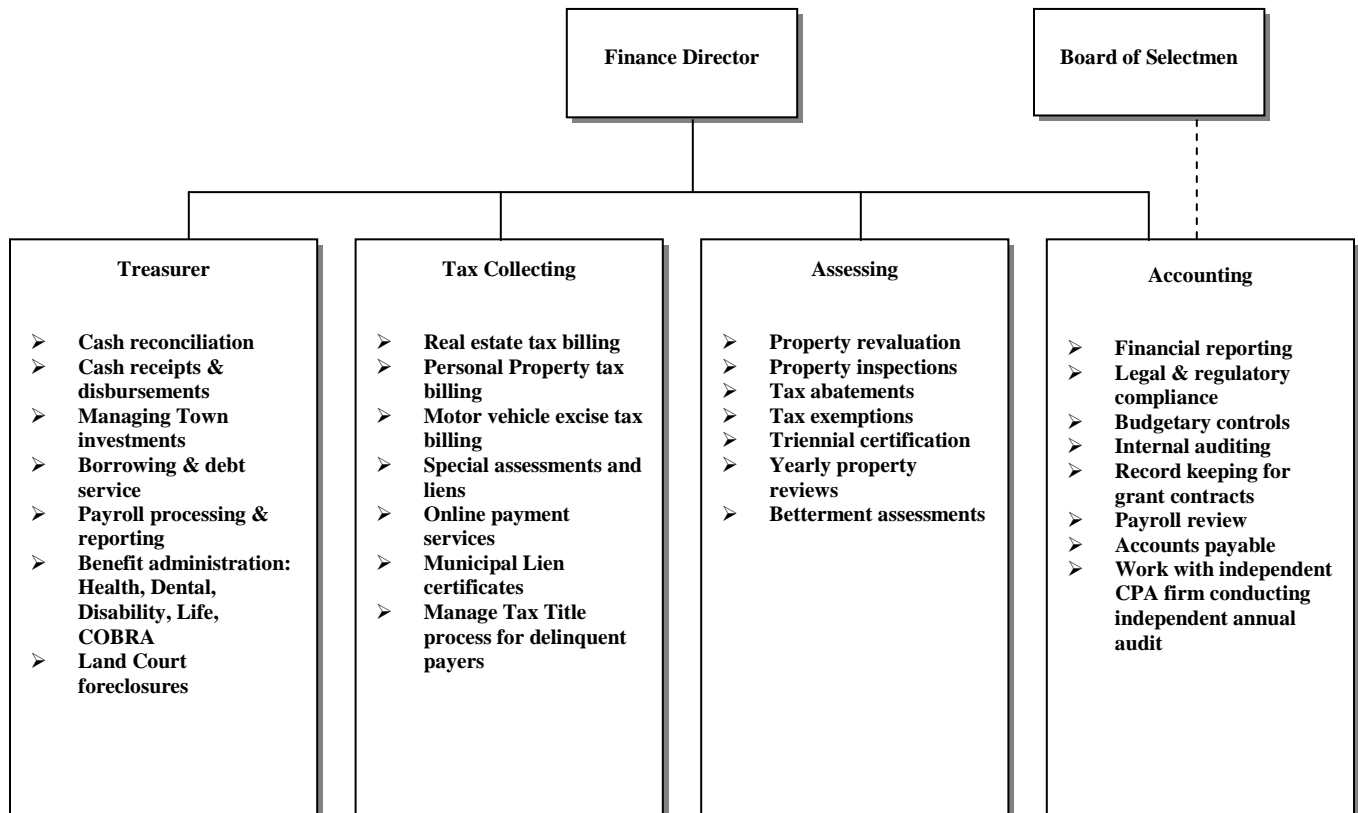 Finance Director
Board of Selectmen
Treasurer
➢ Cash reconciliation
➢ Cash receipts &
disbursements
➢ Managing Town
investments
➢ Borrowing & debt
service
➢ Payroll processing &
reporting
➢ Benefit administration:
Health, Dental,
Disability, Life,
COBRA
➢ Land Court
foreclosures
Tax Collecting
➢ Real estate tax billing
➢ Personal Property tax
billing
➢ Motor vehicle excise tax
billing
➢ Special assessments and
liens
➢ Online payment
services
➢ Municipal Lien
certificates
➢ Manage Tax Title
process for delinquent
payers
Assessing
➢ Property revaluation
➢ Property inspections
➢ Tax abatements
➢ Tax exemptions
➢ Triennial certification
➢ Yearly property
reviews
➢ Betterment assessments
Accounting
➢ Financial reporting
➢ Legal & regulatory
compliance
➢ Budgetary controls
➢ Internal auditing
➢ Record keeping for
grant contracts
➢ Payroll review
➢ Accounts payable
➢ Work with independent
CPA firm conducting
independent annual
audit